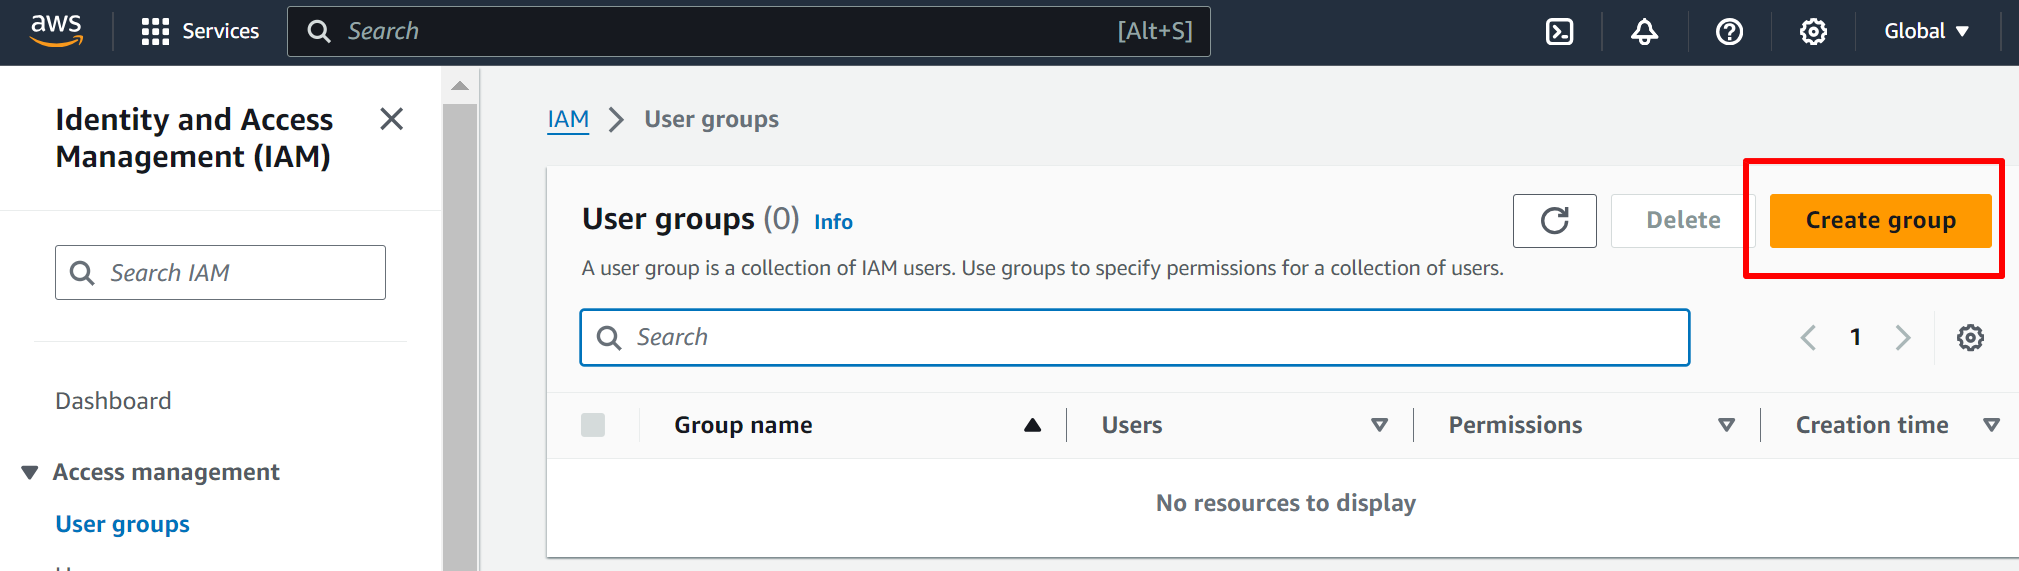 aws
Services
Search
[Alt+S]
Global
Identity and Access
Management (IAM)
Search IAM
Dashboard
Access management
User groups
IAM
User groups
User groups (0) Info
Delete
Create group
A user group is a collection of IAM users. Use groups to specify permissions for a collection of users.
Search
1
Group name
Users
Permissions
Creation time
No resources to display